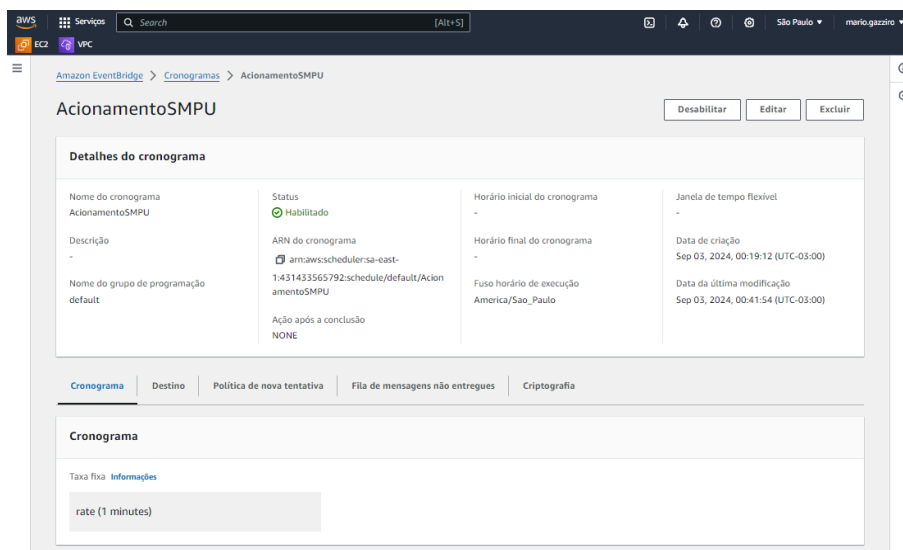 aws
Serviços
Search
[Alt+S]
São Paulo
mario.gazziro
EC2
VPC
Amazon EventBridge > Cronogramas > AcionamentoSMPU
AcionamentoSMPU
Desabilitar
Editar
Excluir
Detalhes do cronograma
Nome do cronograma
AcionamentoSMPU
Descrição
-
Nome do grupo de programação
default
Status
Habilitado
ARN do cronograma
arn:aws:scheduler:sa-east-
1:431433565792:schedule/default/Acion
amentoSMPU
Ação após a conclusão
NONE
Horário inicial do cronograma
-
Horário final do cronograma
-
Fuso horário de execução
America/Sao_Paulo
Janela de tempo flexível
-
Data de criação
Sep 03, 2024, 00:19:12 (UTC-03:00)
Data da última modificação
Sep 03, 2024, 00:41:54 (UTC-03:00)
Cronograma
Destino
Política de nova tentativa
Fila de mensagens não entregues
Criptografia
Cronograma
Taxa fixa Informações
rate (1 minutes)